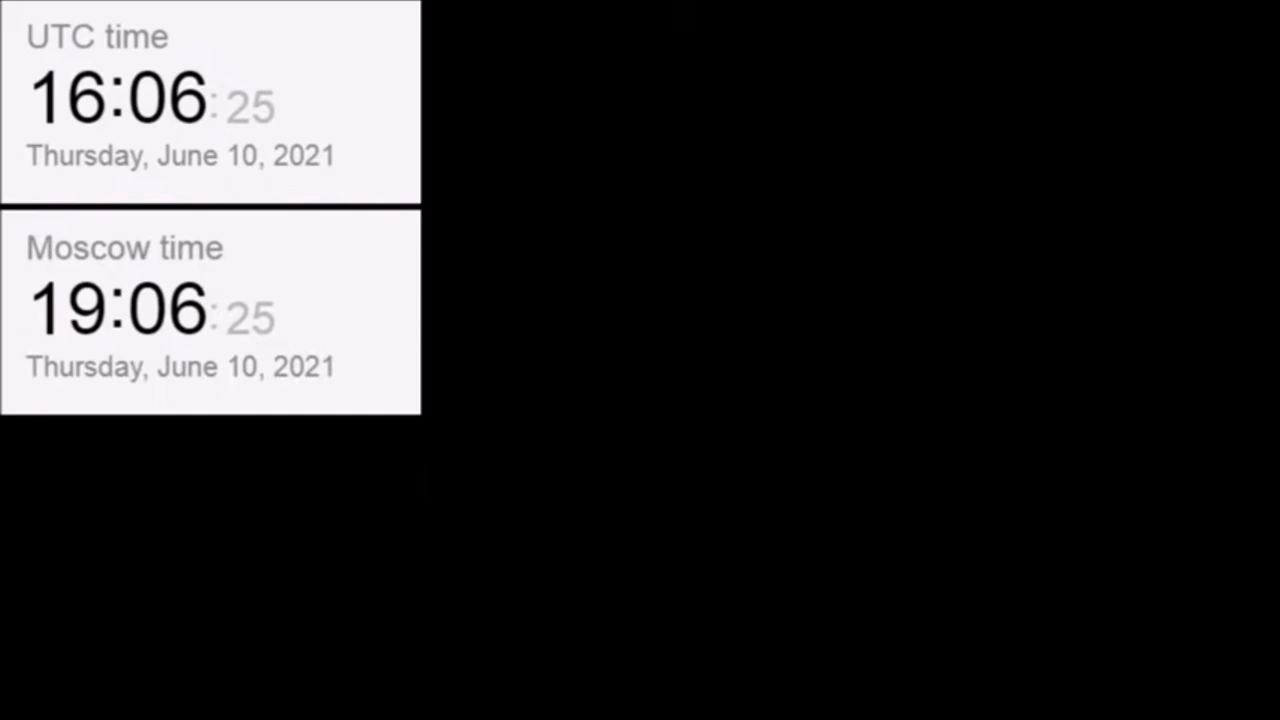 UTC time
16:06:25
Thursday, June 10, 2021
Moscow time
19:06:25
Thursday, June 10, 2021